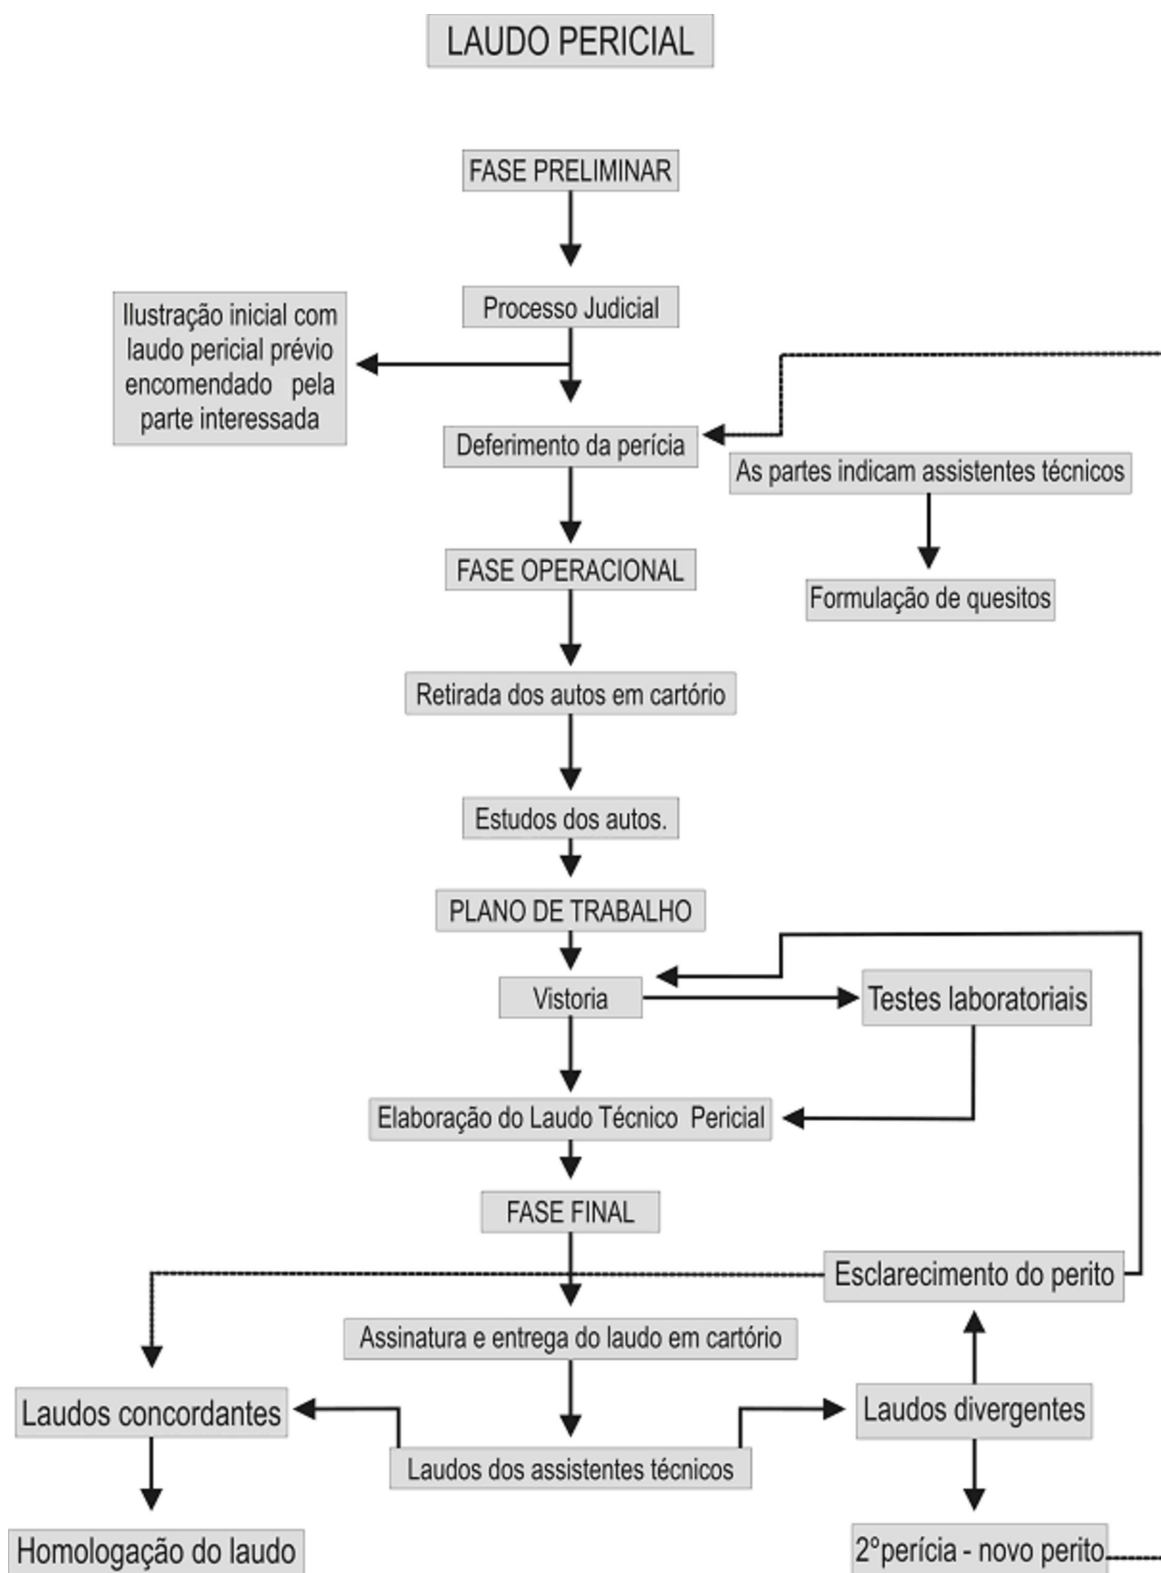 LAUDO PERICIAL
FASE PRELIMINAR
Processo Judicial
Ilustração inicial com
laudo pericial prévio
encomendado pela
parte interessada
Deferimento da perícia
As partes indicam assistentes técnicos
FASE OPERACIONAL
Formulação de quesitos
Retirada dos autos em cartório
Estudos dos autos.
PLANO DE TRABALHO
Vistoria
Testes laboratoriais
Elaboração do Laudo Técnico Pericial
FASE FINAL
Esclarecimento do perito
Assinatura e entrega do laudo em cartório
Laudos concordantes
Laudos divergentes
Laudos dos assistentes técnicos
Homologação do laudo
2ºperícia - novo perito